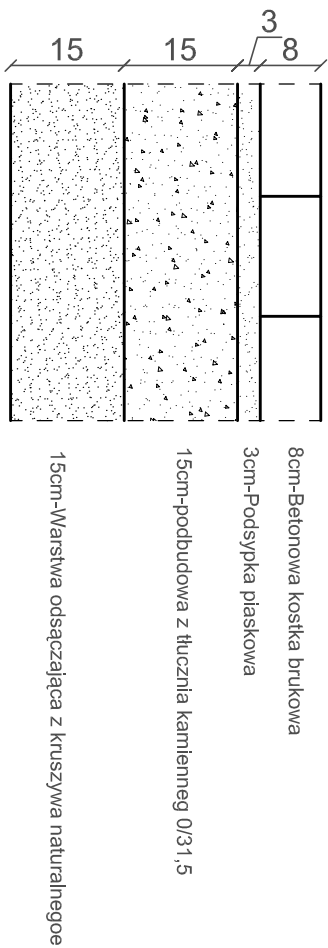 15 15 3 8
8cm-Betonowa kostka brukowa
3cm-Podsypka piaskowa
15cm-podbudowa z tłucznia kamienneg 0/31,5
15cm-Warstwa odsączająca z kruszywa naturalnegoe